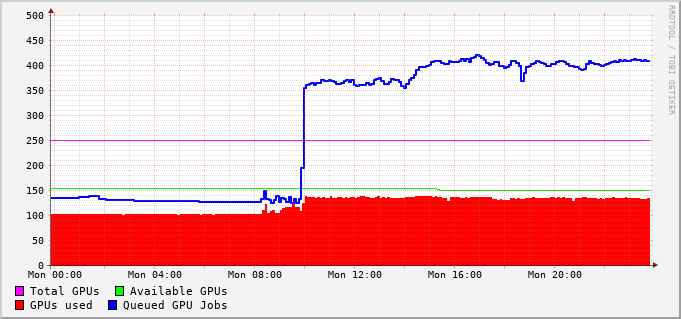 500
450
400
350
300
250
200
150
100
50
0
Mon 00:00 Mon 04:00 Mon 08:00 Mon 12:00 Mon 16:00 Mon 20:00
Total GPUs Available GPUs
GPUs used Queued GPU Jobs
RRDTOOL / TOBI OETIKER